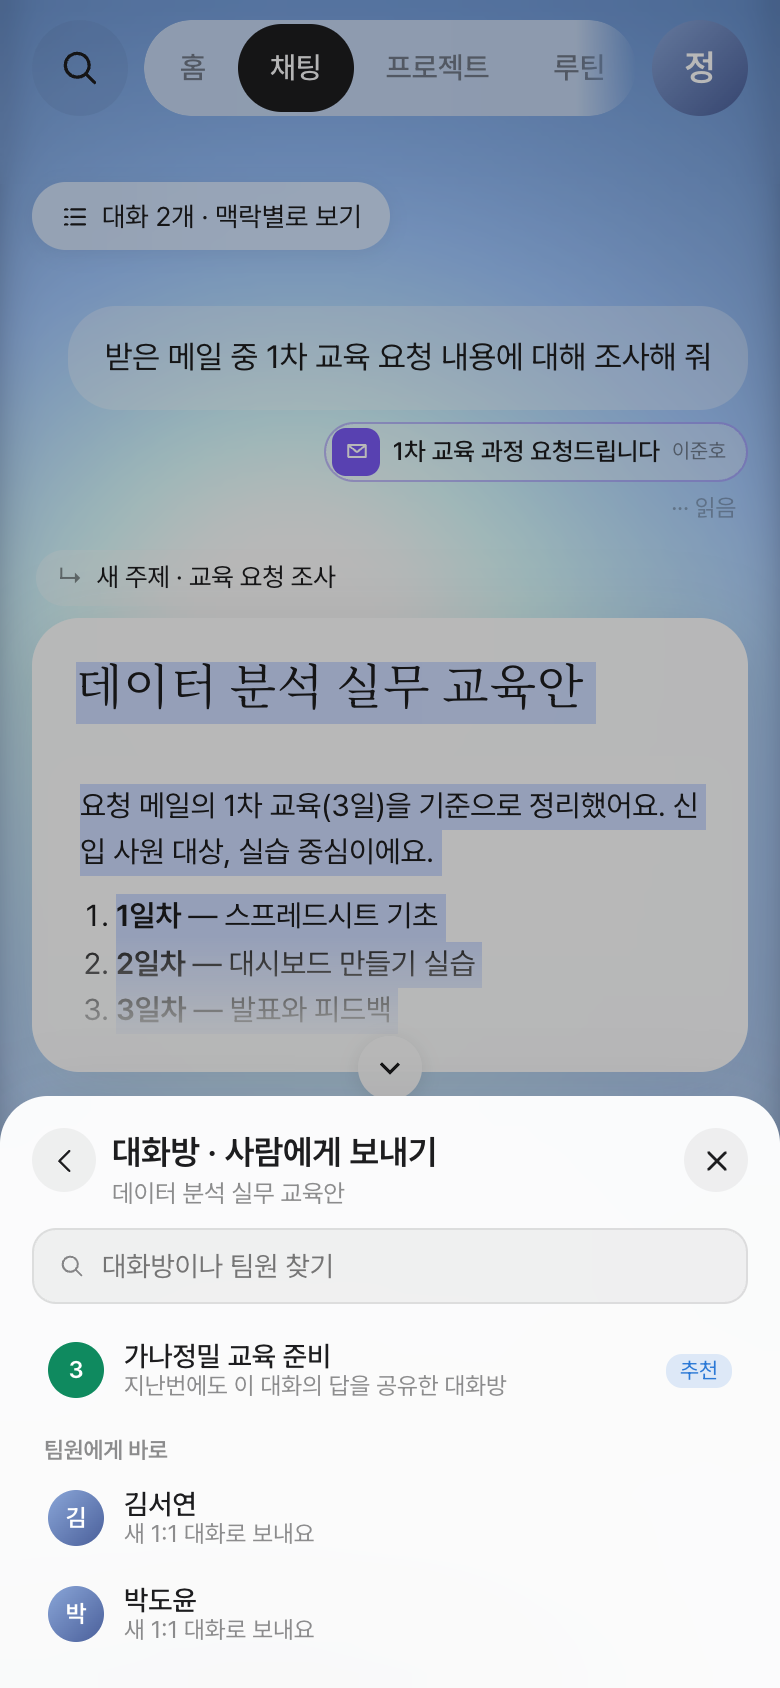 홈 채팅 프로젝트 루틴 정
대화 2개 · 맥락별로 보기
받은 메일 중 1차 교육 요청 내용에 대해 조사해 줘
1차 교육 과정 요청드립니다 이준호
··· 읽음
새 주제 · 교육 요청 조사
데이터 분석 실무 교육안
요청 메일의 1차 교육(3일)을 기준으로 정리했어요. 신
입 사원 대상, 실습 중심이에요.
1. 1일차 — 스프레드시트 기초
2. 2일차 — 대시보드 만들기 실습
3. 3일차 — 발표와 피드백
대화방 · 사람에게 보내기
데이터 분석 실무 교육안
대화방이나 팀원 찾기
3 가나정밀 교육 준비
지난번에도 이 대화의 답을 공유한 대화방
추천
팀원에게 바로
김 김서연
새 1:1 대화로 보내요
박 박도윤
새 1:1 대화로 보내요